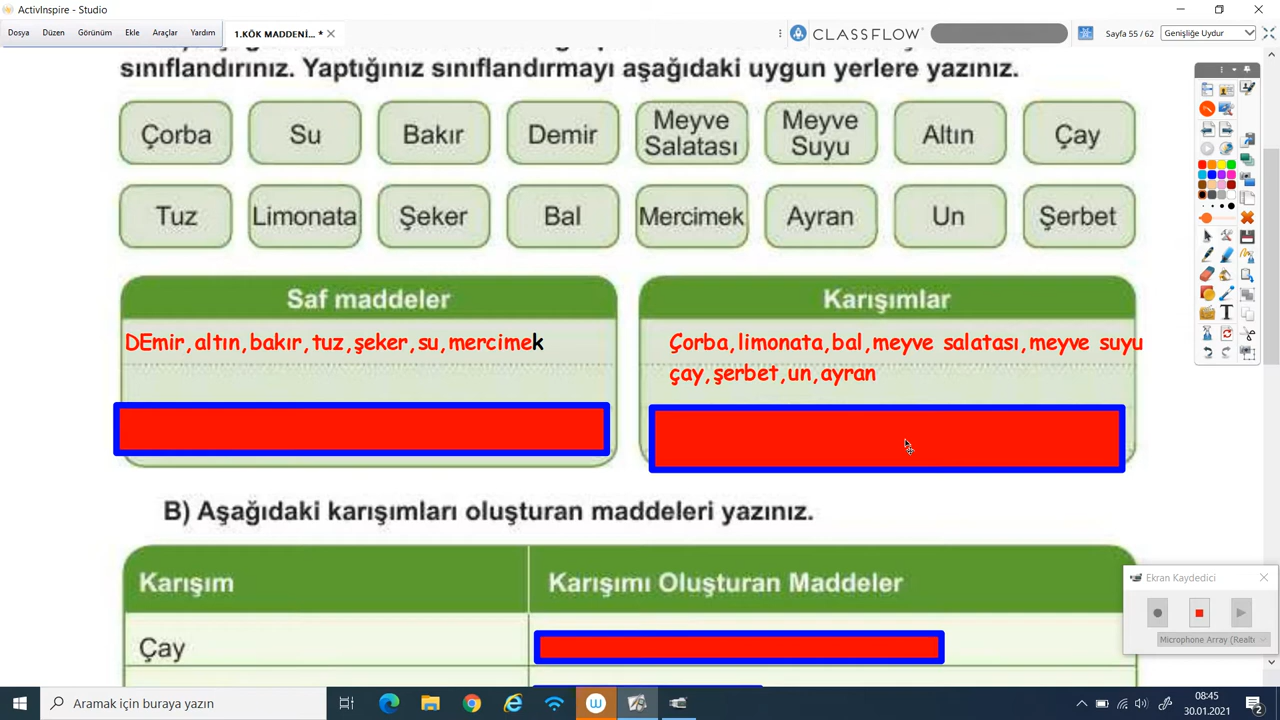 ActivInspire - Studio
Dosya Düzen Görünüm Ekle Araçlar Yardım
1.KÖK MADDENİ... *
CLASSFLOW
Sayfa 55 / 62
Genişliğe Uydur
sınıflandırınız. Yaptığınız sınıflandırmayı aşağıdaki uygun yerlere yazınız.
Çorba
Su
Bakır
Demir
Meyve
Salatası
Meyve
Suyu
Altın
Çay
Tuz
Limonata
Şeker
Bal
Mercimek
Ayran
Un
Şerbet
Saf maddeler
DEmir,altın,bakır,tuz,şeker,su,mercimek
Karışımlar
Çorba,limonata,bal,meyve salatası,meyve suyu
çay,şerbet,un,ayran
B) Aşağıdaki karışımları oluşturan maddeleri yazınız.
Karışım
Karışımı Oluşturan Maddeler
Çay
Ekran Kaydedici
Microphone Array (Realt
Aramak için buraya yazın
08:45
30.01.2021
2